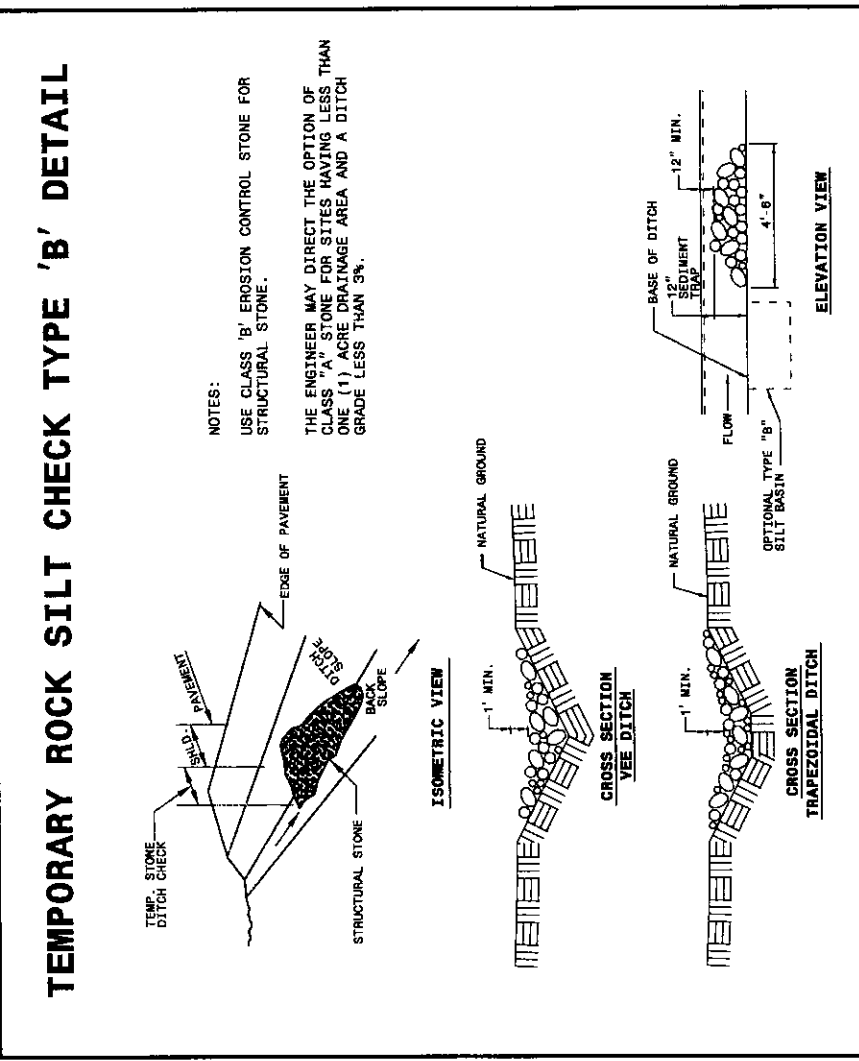 TEMPORARY ROCK SILT CHECK TYPE 'B' DETAIL
TEMP. STONE
DITCH CHECK
SHLD.
PAVEMENT
EDGE OF PAVEMENT
DITCH
SLOPE
BACK
SLOPE
STRUCTURAL STONE
ISOMETRIC VIEW
NOTES:
USE CLASS 'B' EROSION CONTROL STONE FOR
STRUCTURAL STONE.
THE ENGINEER MAY DIRECT THE OPTION OF
CLASS "A" STONE FOR SITES HAVING LESS THAN
ONE (1) ACRE DRAINAGE AREA AND A DITCH
GRADE LESS THAN 3%.
1' MIN.
NATURAL GROUND
CROSS SECTION
VEE DITCH
1' MIN.
NATURAL GROUND
CROSS SECTION
TRAPEZOIDAL DITCH
BASE OF DITCH
12"
SEDIMENT
TRAP
12" MIN.
FLOW
4'-6"
OPTIONAL TYPE "B"
SILT BASIN
ELEVATION VIEW